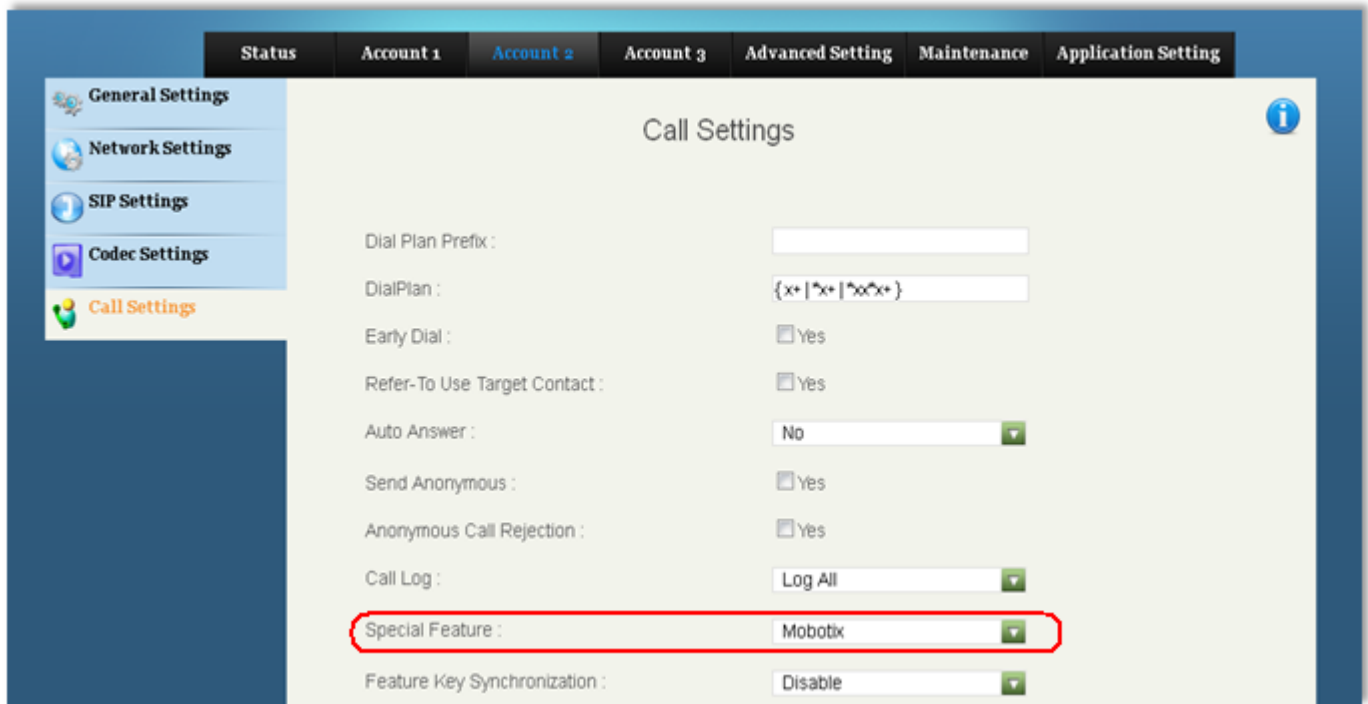 Status Account 1 Account 2 Account 3 Advanced Setting Maintenance Application Setting
General Settings
Network Settings
SIP Settings
Codec Settings
Call Settings
Call Settings
Dial Plan Prefix :
DialPlan : { x+ | *x+ | *xx*x+ }
Early Dial : Yes
Refer-To Use Target Contact : Yes
Auto Answer : No
Send Anonymous : Yes
Anonymous Call Rejection : Yes
Call Log : Log All
Special Feature : Mobotix
Feature Key Synchronization : Disable